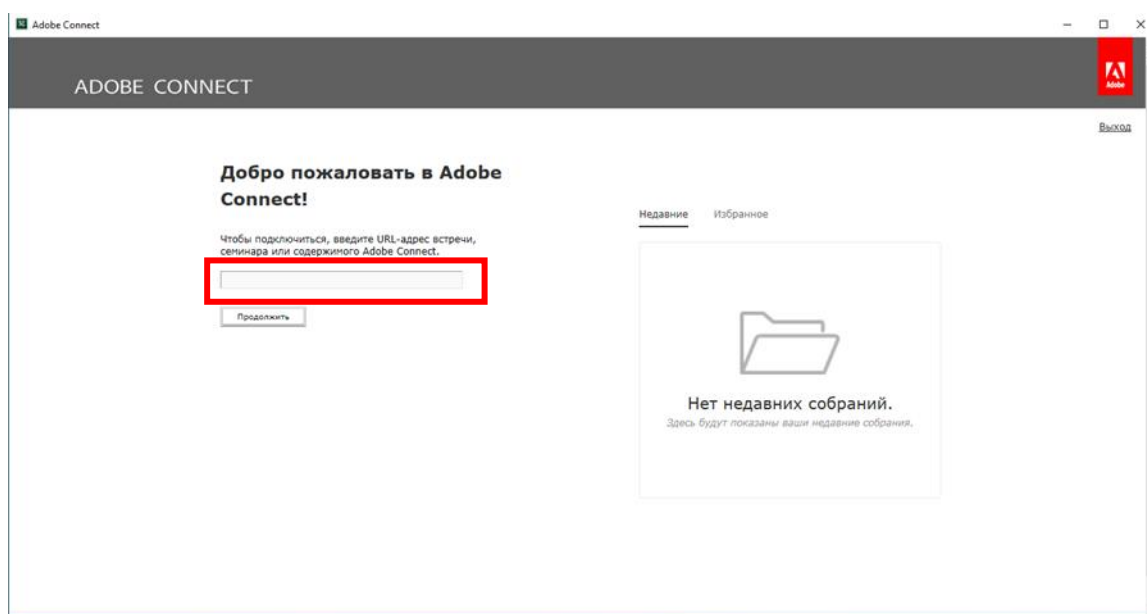 Adobe Connect
ADOBE CONNECT
Adobe
Выход
Добро пожаловать в Adobe
Connect!
Чтобы подключиться, введите URL-адрес встречи,
семинара или содержимого Adobe Connect.
Продолжить
Недавние Избранное
Нет недавних собраний.
Здесь будут показаны ваши недавние собрания.